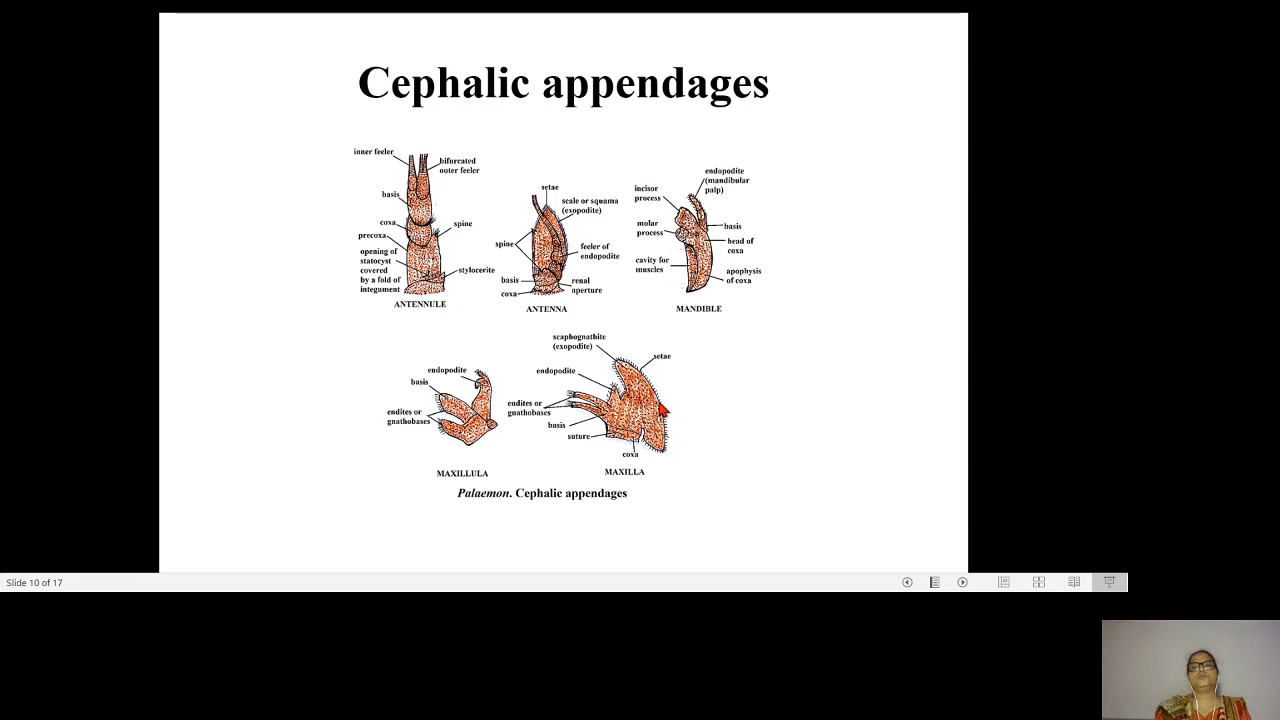 Cephalic appendages
inner feeler
bifurcated
outer feeler
basis
coxa
precoxa
spine
opening of
statocyst
covered
by a fold of
integument
stylocerite
ANTENNULE
setae
scale or squama
(exopodite)
spine
feeler of
endopodite
basis
coxa
renal
aperture
ANTENNA
endopodite
(mandibular
palp)
incisor
process
molar
process
basis
head of
coxa
cavity for
muscles
apophysis
of coxa
MANDIBLE
endopodite
basis
endites or
gnathobases
MAXILLULA
scaphognathite
(exopodite)
setae
endopodite
endites or
gnathobases
basis
suture
coxa
MAXILLA
Palaemon. Cephalic appendages
Slide 10 of 17